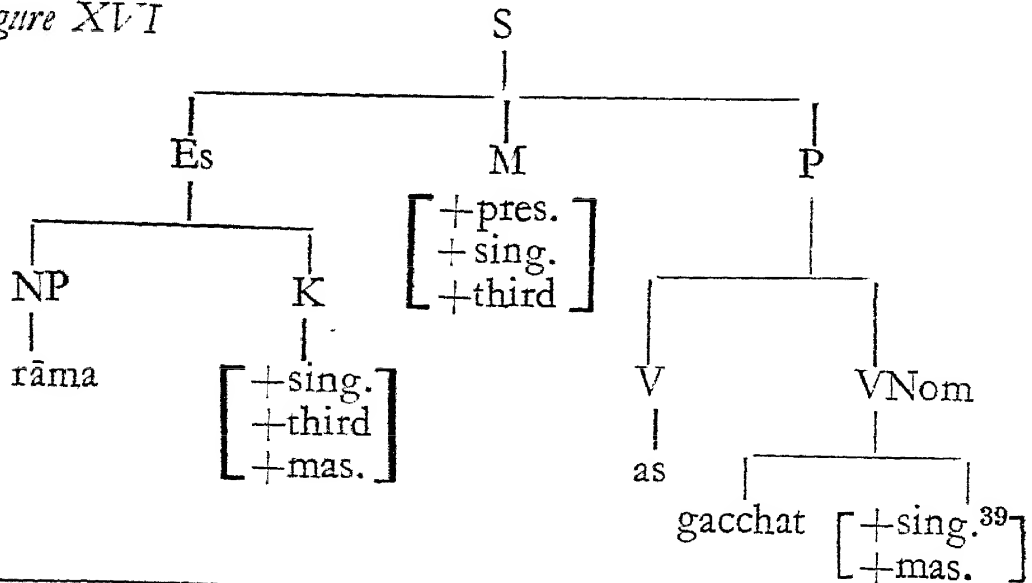 gure XVI
S
Es M P
+pres.
+sing.
+third
NP K
rāma
+sing.
+third
+mas.
V VNom
as
gacchat
+sing.³⁹
+mas.